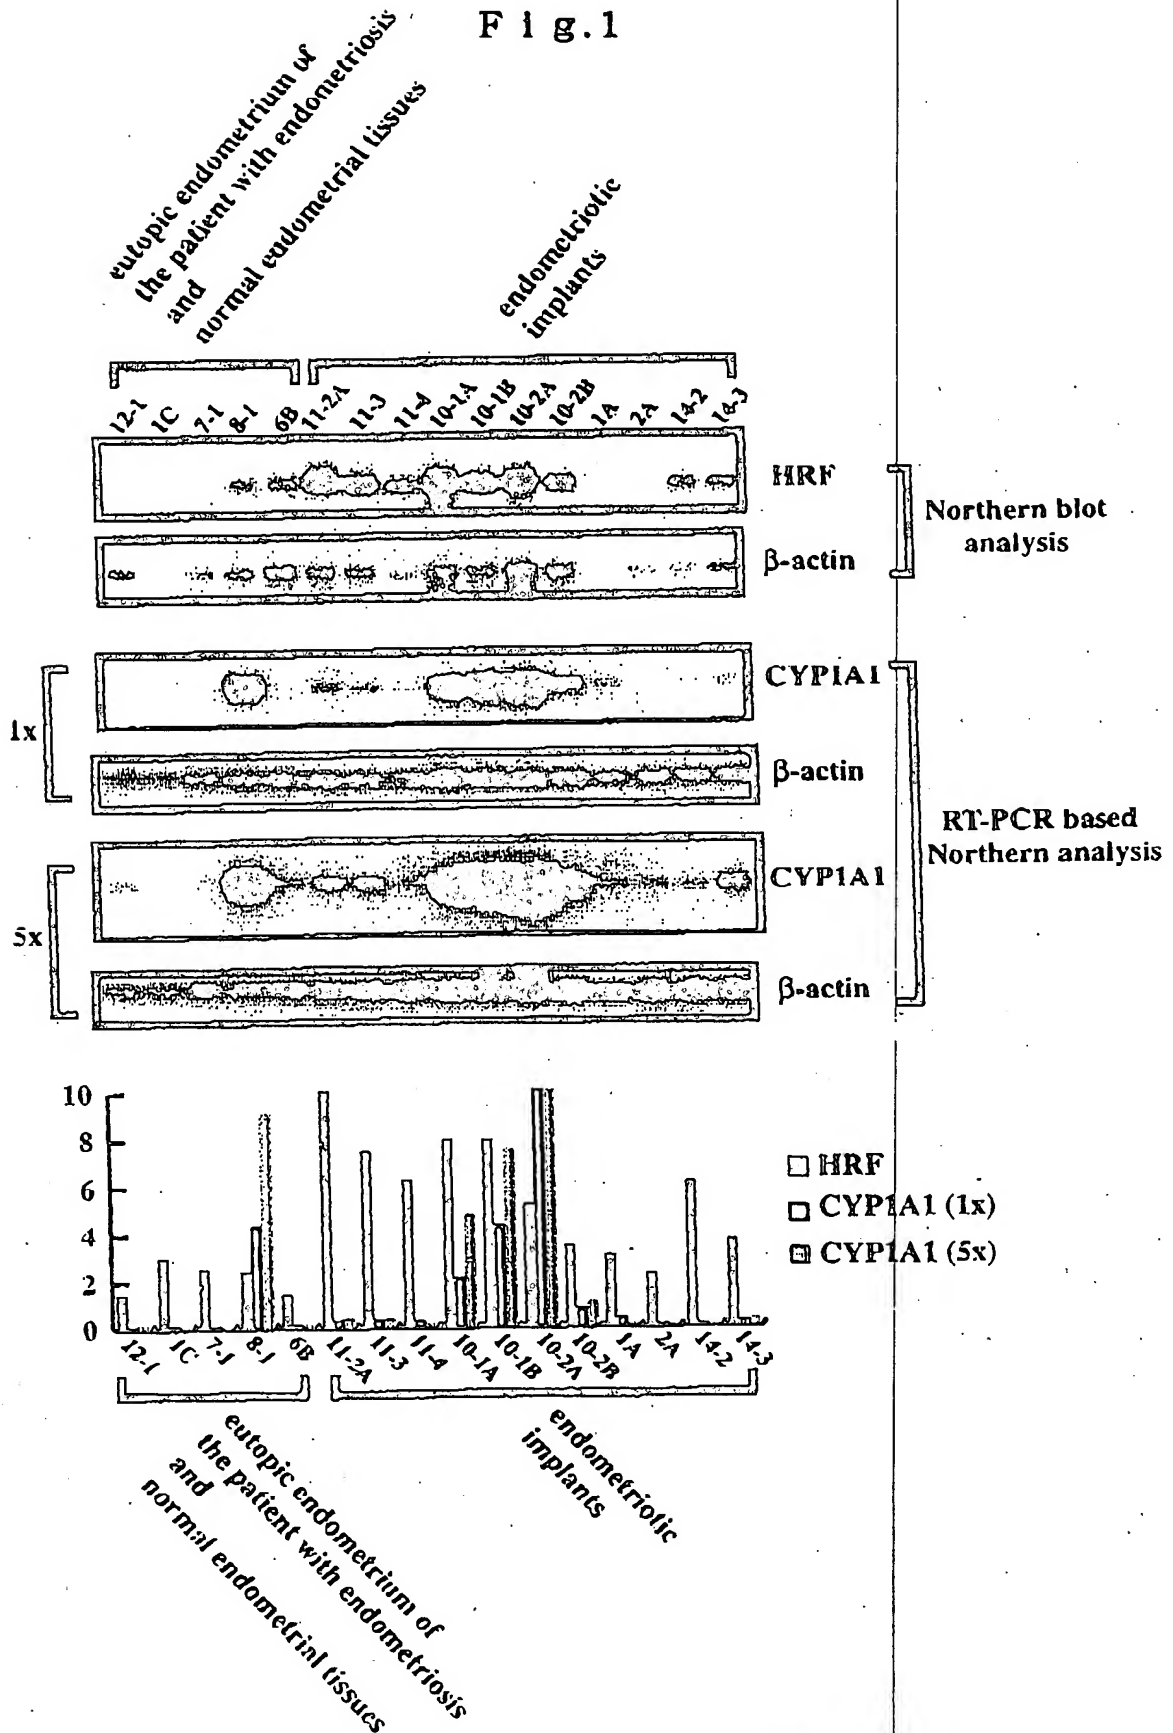 Fig.1
eutopic endometrium of
the patient with endometriosis
and
normal endometrial tissues
endometriotic
implants
12-1 1C 7-1 8-1 6B 11-2A 11-3 11-4 10-1A 10-1B 10-2A 10-2B 1A 2A 14-2 14-3
HRF
β-actin
Northern blot
analysis
1x
CYP1A1
β-actin
RT-PCR based
Northern analysis
5x
CYP1A1
β-actin
10
8
6
4
2
0
HRF
CYP1A1 (1x)
CYP1A1 (5x)
12-1 1C 7-1 8-1 6B 11-2A 11-3 11-4 10-1A 10-1B 10-2A 10-2B 1A 2A 14-2 14-3
eutopic endometrium of
the patient with endometriosis
and
normal endometrial tissues
endometriotic
implants